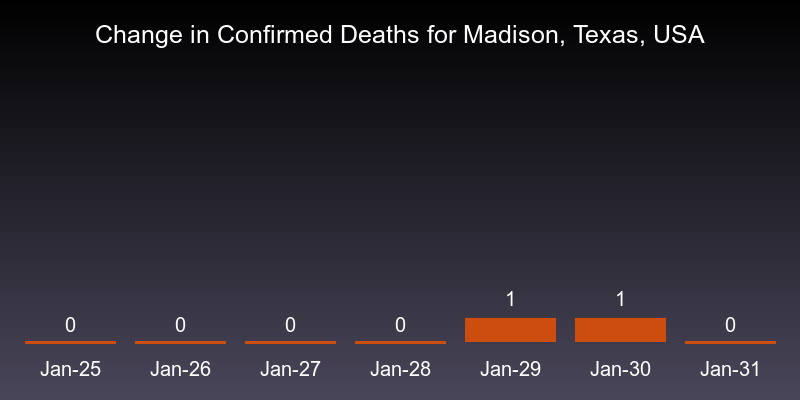 Change in Confirmed Deaths for Madison, Texas, USA
0 0 0 0 1 1 0
Jan-25 Jan-26 Jan-27 Jan-28 Jan-29 Jan-30 Jan-31